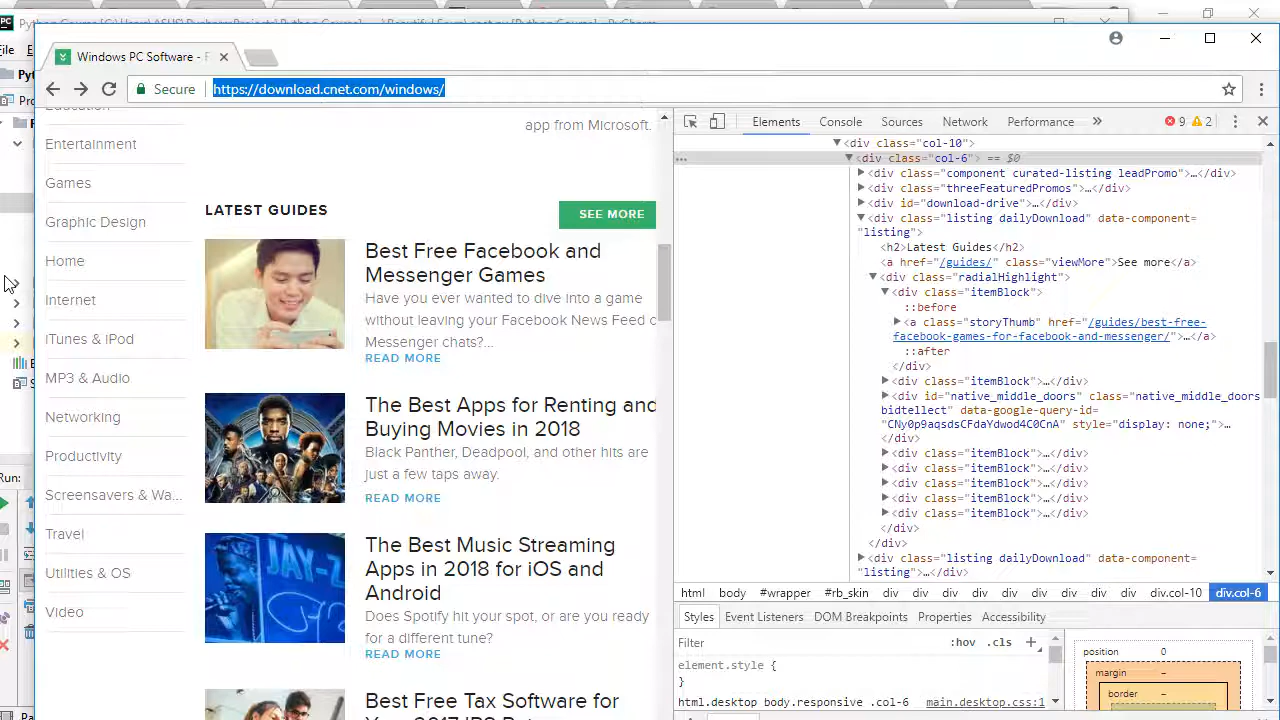 Windows PC Software - F
Secure
https://download.cnet.com/windows/
File
Entertainment
Games
Graphic Design
Home
Internet
iTunes & iPod
MP3 & Audio
Networking
Productivity
Screensavers & Wa...
Travel
Utilities & OS
Video
Run:
app from Microsoft.
LATEST GUIDES
SEE MORE
Best Free Facebook and
Messenger Games
Have you ever wanted to dive into a game
without leaving your Facebook News Feed o
Messenger chats?...
READ MORE
The Best Apps for Renting and
Buying Movies in 2018
Black Panther, Deadpool, and other hits are
just a few taps away.
READ MORE
JAY-Z
The Best Music Streaming
Apps in 2018 for iOS and
Android
Does Spotify hit your spot, or are you ready
for a different tune?
READ MORE
Best Free Tax Software for
Elements Console Sources Network Performance » 9 2
▼<div class="col-10">
… ▼<div class="col-6"> == $0
▶<div class="component curated-listing leadPromo">…</div>
▶<div class="threeFeaturedPromos">…</div>
▶<div id="download-drive">…</div>
▼<div class="listing dailyDownload" data-component=
"listing">
<h2>Latest Guides</h2>
<a href="/guides/" class="viewMore">See more</a>
▼<div class="radialHighlight">
▼<div class="itemBlock">
::before
▶<a class="storyThumb" href="/guides/best-free-
facebook-games-for-facebook-and-messenger/">…</a>
::after
</div>
▶<div class="itemBlock">…</div>
▶<div id="native_middle_doors" class="native_middle_doors
bidtellect" data-google-query-id=
"CNy0p9aqsdsCFdaYdwod4C0CnA" style="display: none;">…
</div>
▶<div class="itemBlock">…</div>
▶<div class="itemBlock">…</div>
▶<div class="itemBlock">…</div>
▶<div class="itemBlock">…</div>
▶<div class="itemBlock">…</div>
</div>
</div>
▶<div class="listing dailyDownload" data-component=
"listing">…</div>
html body #wrapper #rb_skin div div div div div div div div.col-10 div.col-6
Styles Event Listeners DOM Breakpoints Properties Accessibility
Filter :hov .cls +
element.style {
}
html.desktop body.responsive .col-6 main.desktop.css:1
position 0
margin –
border –